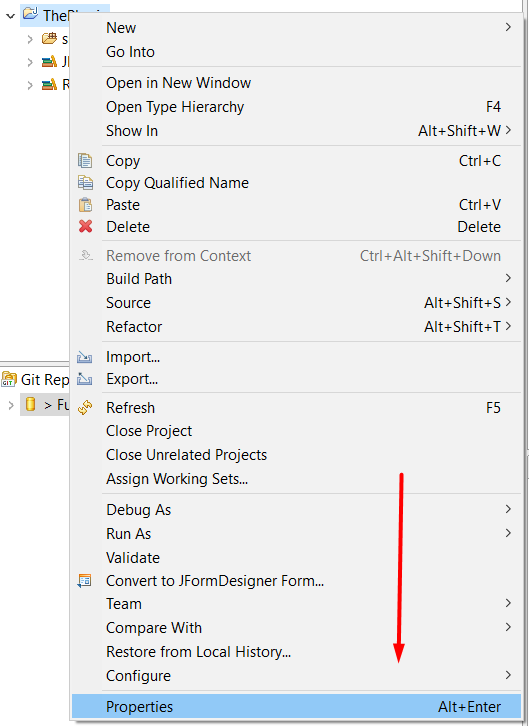 New
Go Into
Open in New Window
Open Type Hierarchy F4
Show In Alt+Shift+W
Copy Ctrl+C
Copy Qualified Name
Paste Ctrl+V
Delete Delete
Remove from Context Ctrl+Alt+Shift+Down
Build Path
Source Alt+Shift+S
Refactor Alt+Shift+T
Import...
Export...
GIT Git Rep
> Fu
Refresh F5
Close Project
Close Unrelated Projects
Assign Working Sets...
Debug As
Run As
Validate
Convert to JFormDesigner Form...
Team
Compare With
Restore from Local History...
Configure
Properties Alt+Enter